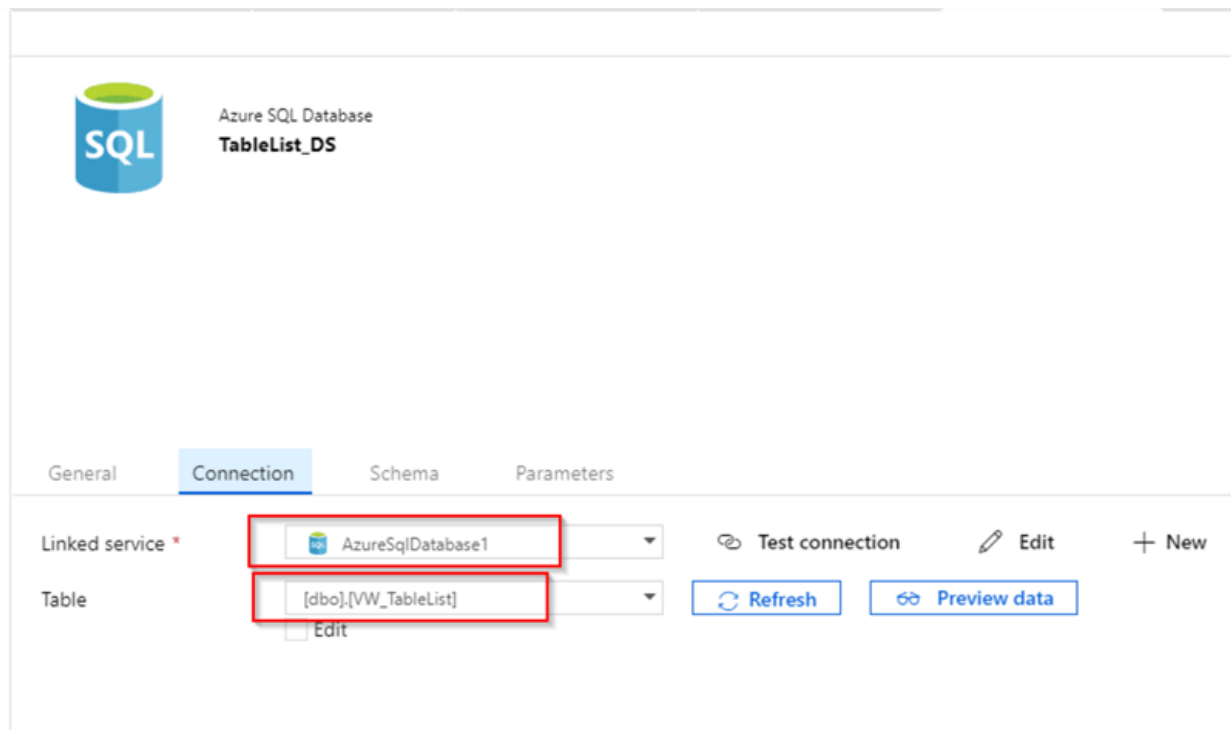 Azure SQL Database
SQL
TableList_DS
General Connection Schema Parameters
Linked service * SQL AzureSqlDatabase1 Test connection Edit + New
Table [dbo].[VW_TableList] Refresh Preview data
Edit